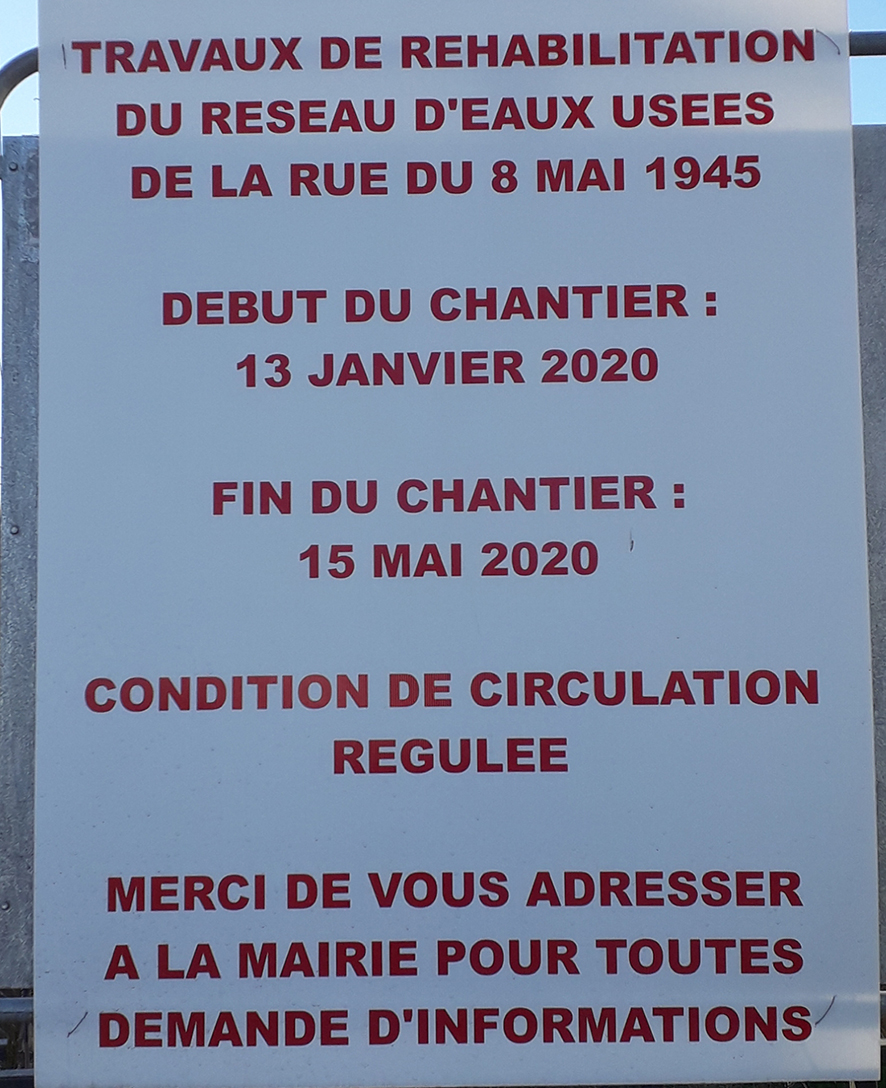 TRAVAUX DE REHABILITATION
DU RESEAU D'EAUX USEES
DE LA RUE DU 8 MAI 1945
DEBUT DU CHANTIER :
13 JANVIER 2020
FIN DU CHANTIER :
15 MAI 2020
CONDITION DE CIRCULATION
REGULEE
MERCI DE VOUS ADRESSER
A LA MAIRIE POUR TOUTES
DEMANDE D'INFORMATIONS